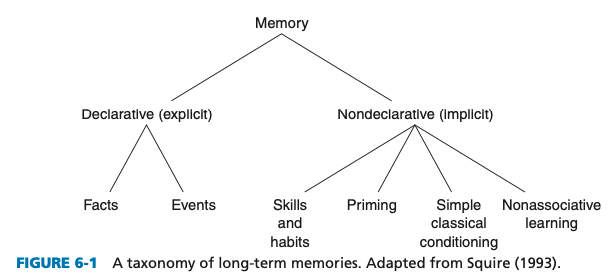 Memory
Declarative (explicit)
Nondeclarative (implicit)
Facts
Events
Skills
and
habits
Priming
Simple
classical
conditioning
Nonassociative
learning
FIGURE 6-1 A taxonomy of long-term memories. Adapted from Squire (1993).